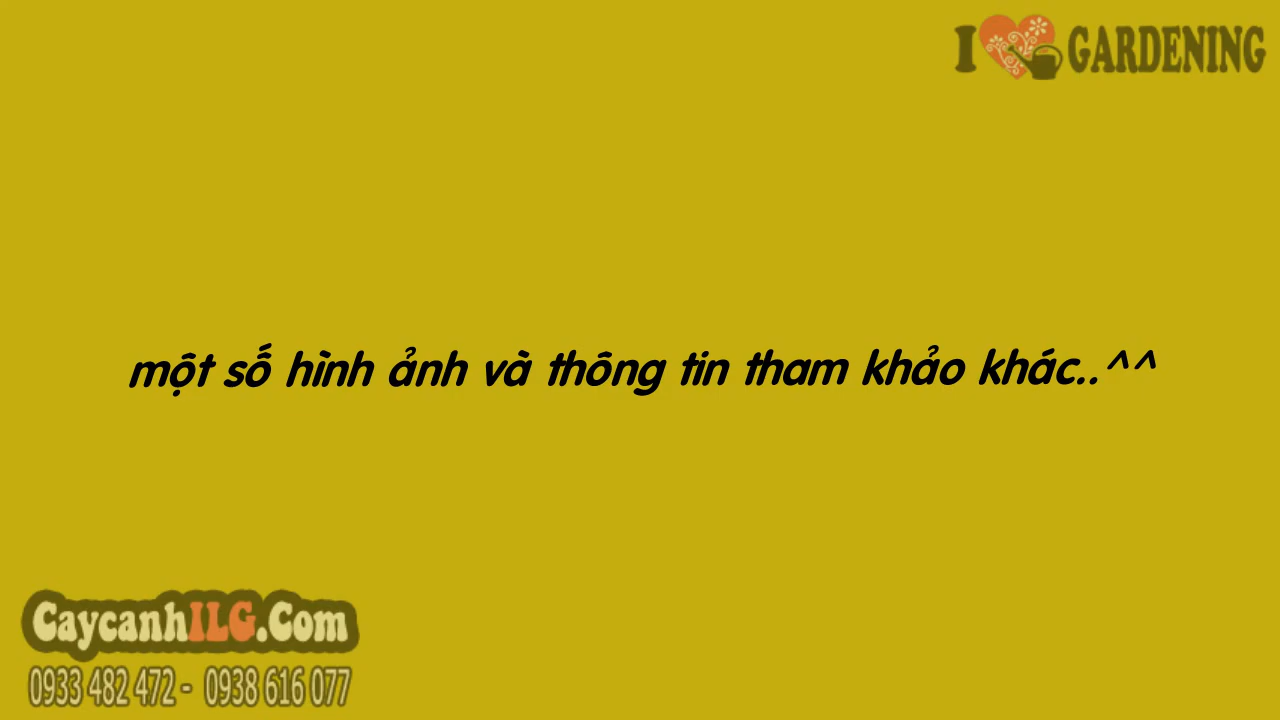 I GARDENING
một số hình ảnh và thông tin tham khảo khác..^^
CaycanhILG.Com
0933 482 472 - 0938 616 077